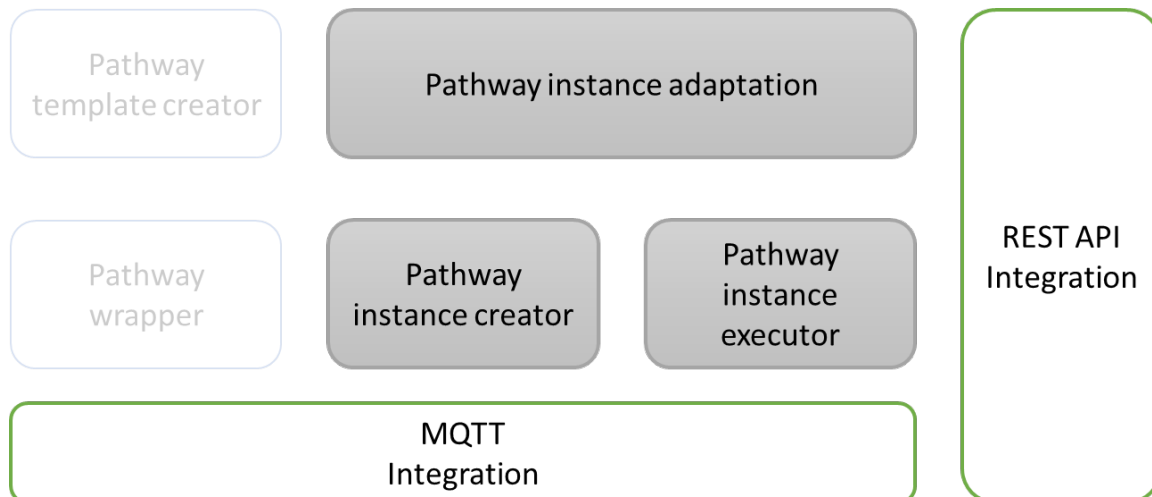 Pathway
template creator
Pathway instance adaptation
Pathway
wrapper
Pathway
instance creator
Pathway
instance
executor
REST API
Integration
MQTT
Integration